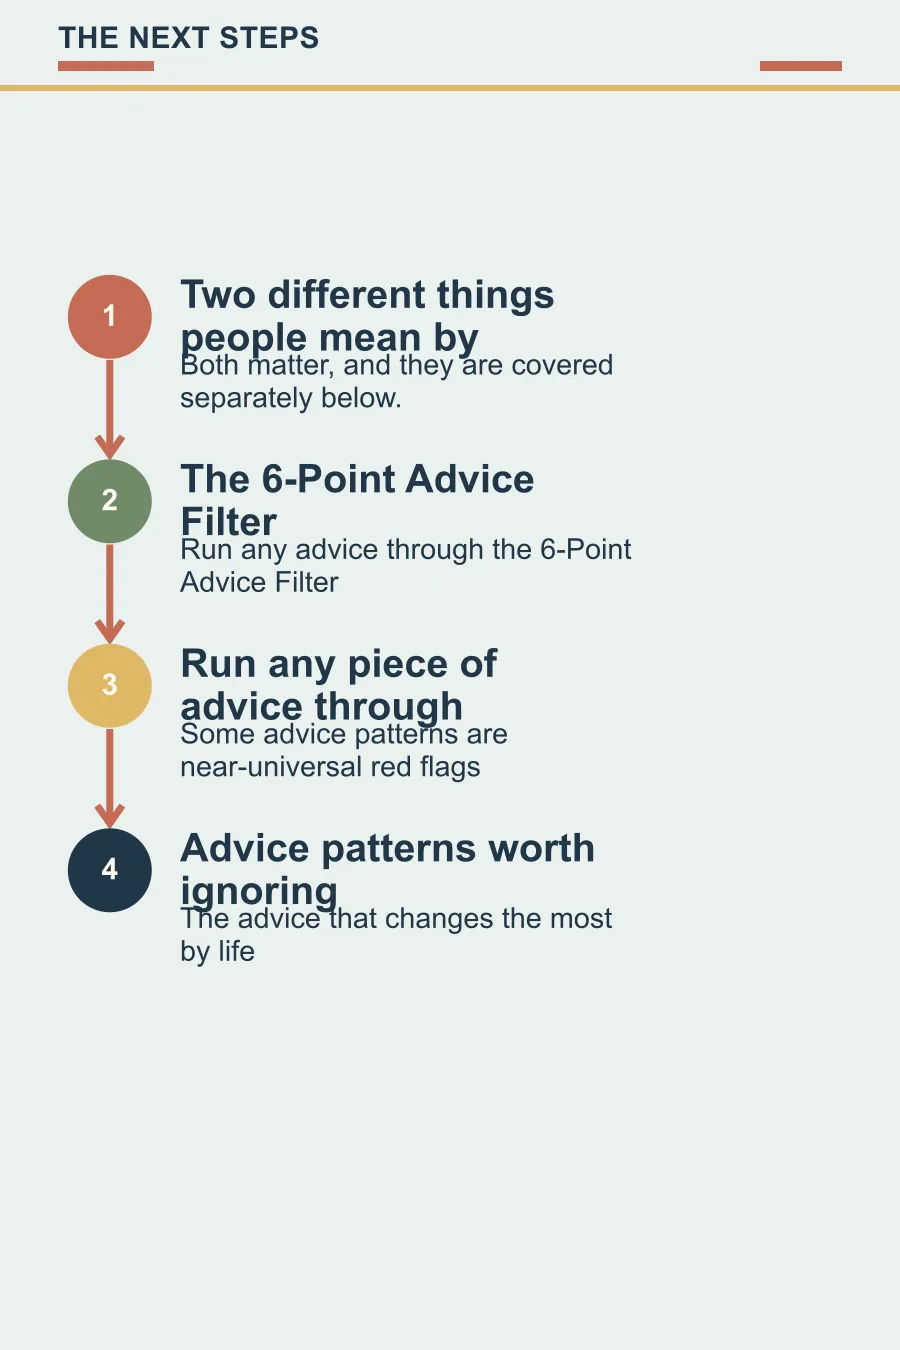 THE NEXT STEPS
1
Two different things
people mean by
Both matter, and they are covered
separately below.
2
The 6-Point Advice
Filter
Run any advice through the 6-Point
Advice Filter
3
Run any piece of
advice through
Some advice patterns are
near-universal red flags
4
Advice patterns worth
ignoring
The advice that changes the most
by life